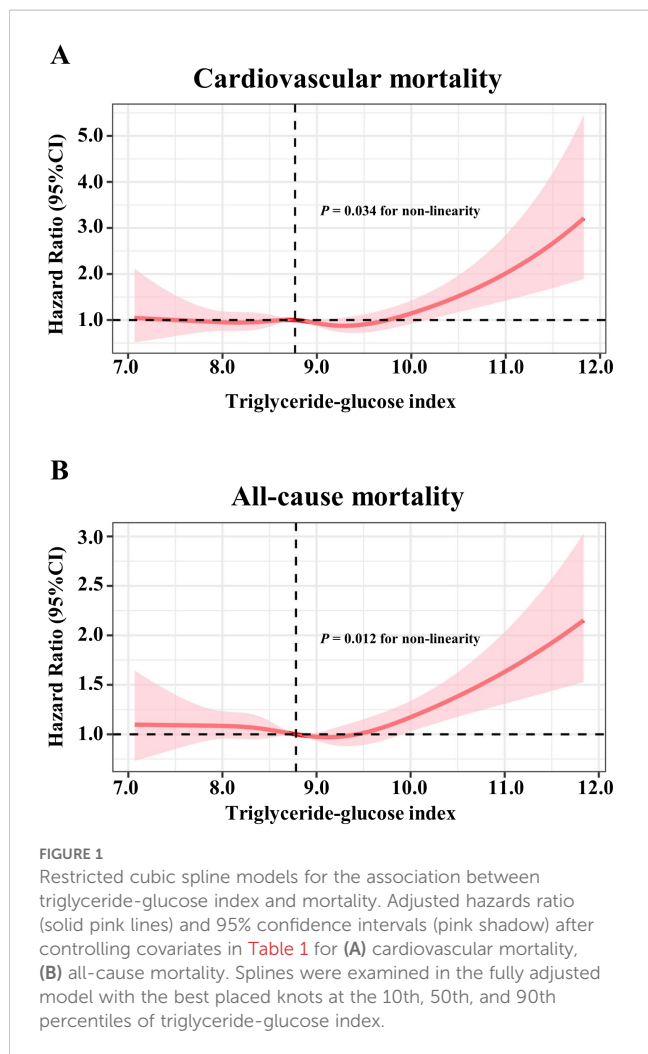 A
Cardiovascular mortality
Hazard Ratio (95%CI)
5.0
4.0
3.0
2.0
1.0
P = 0.034 for non-linearity
7.0 8.0 9.0 10.0 11.0 12.0
Triglyceride-glucose index
B
All-cause mortality
Hazard Ratio (95%CI)
3.0
2.5
2.0
1.5
1.0
P = 0.012 for non-linearity
7.0 8.0 9.0 10.0 11.0 12.0
Triglyceride-glucose index
FIGURE 1
Restricted cubic spline models for the association between
triglyceride-glucose index and mortality. Adjusted hazards ratio
(solid pink lines) and 95% confidence intervals (pink shadow) after
controlling covariates in Table 1 for (A) cardiovascular mortality,
(B) all-cause mortality. Splines were examined in the fully adjusted
model with the best placed knots at the 10th, 50th, and 90th
percentiles of triglyceride-glucose index.